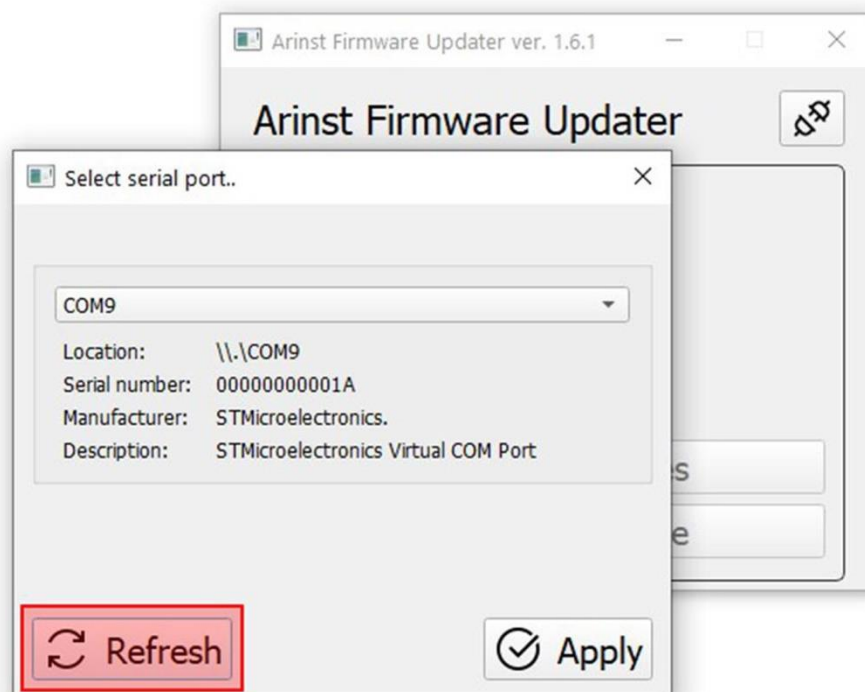 Arinst Firmware Updater ver. 1.6.1
Arinst Firmware Updater
Select serial port..
COM9
Location: \\.\COM9
Serial number: 00000000001A
Manufacturer: STMicroelectronics.
Description: STMicroelectronics Virtual COM Port
es
e
Refresh
Apply